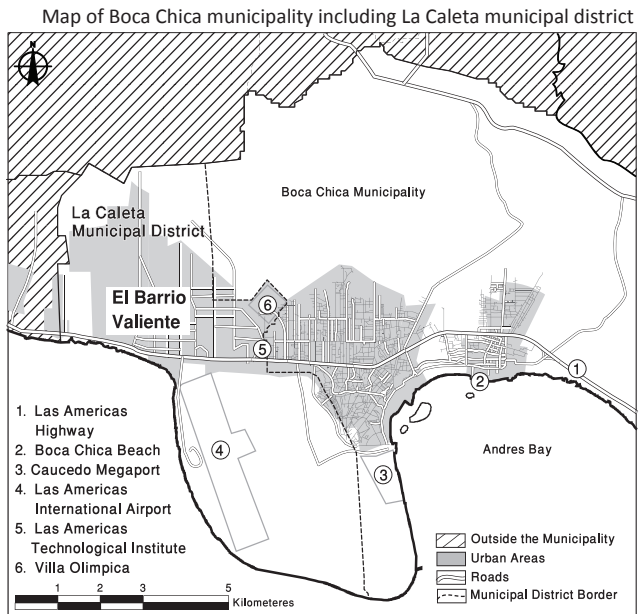 Map of Boca Chica municipality including La Caleta municipal district
N
Boca Chica Municipality
La Caleta
Municipal District
El Barrio
Valiente
6
5
1
2
4
3
Andres Bay
1. Las Americas
Highway
2. Boca Chica Beach
3. Caucedo Megaport
4. Las Americas
International Airport
5. Las Americas
Technological Institute
6. Villa Olimpica
Outside the Municipality
Urban Areas
Roads
Municipal District Border
1 2 3 5
Kilometeres